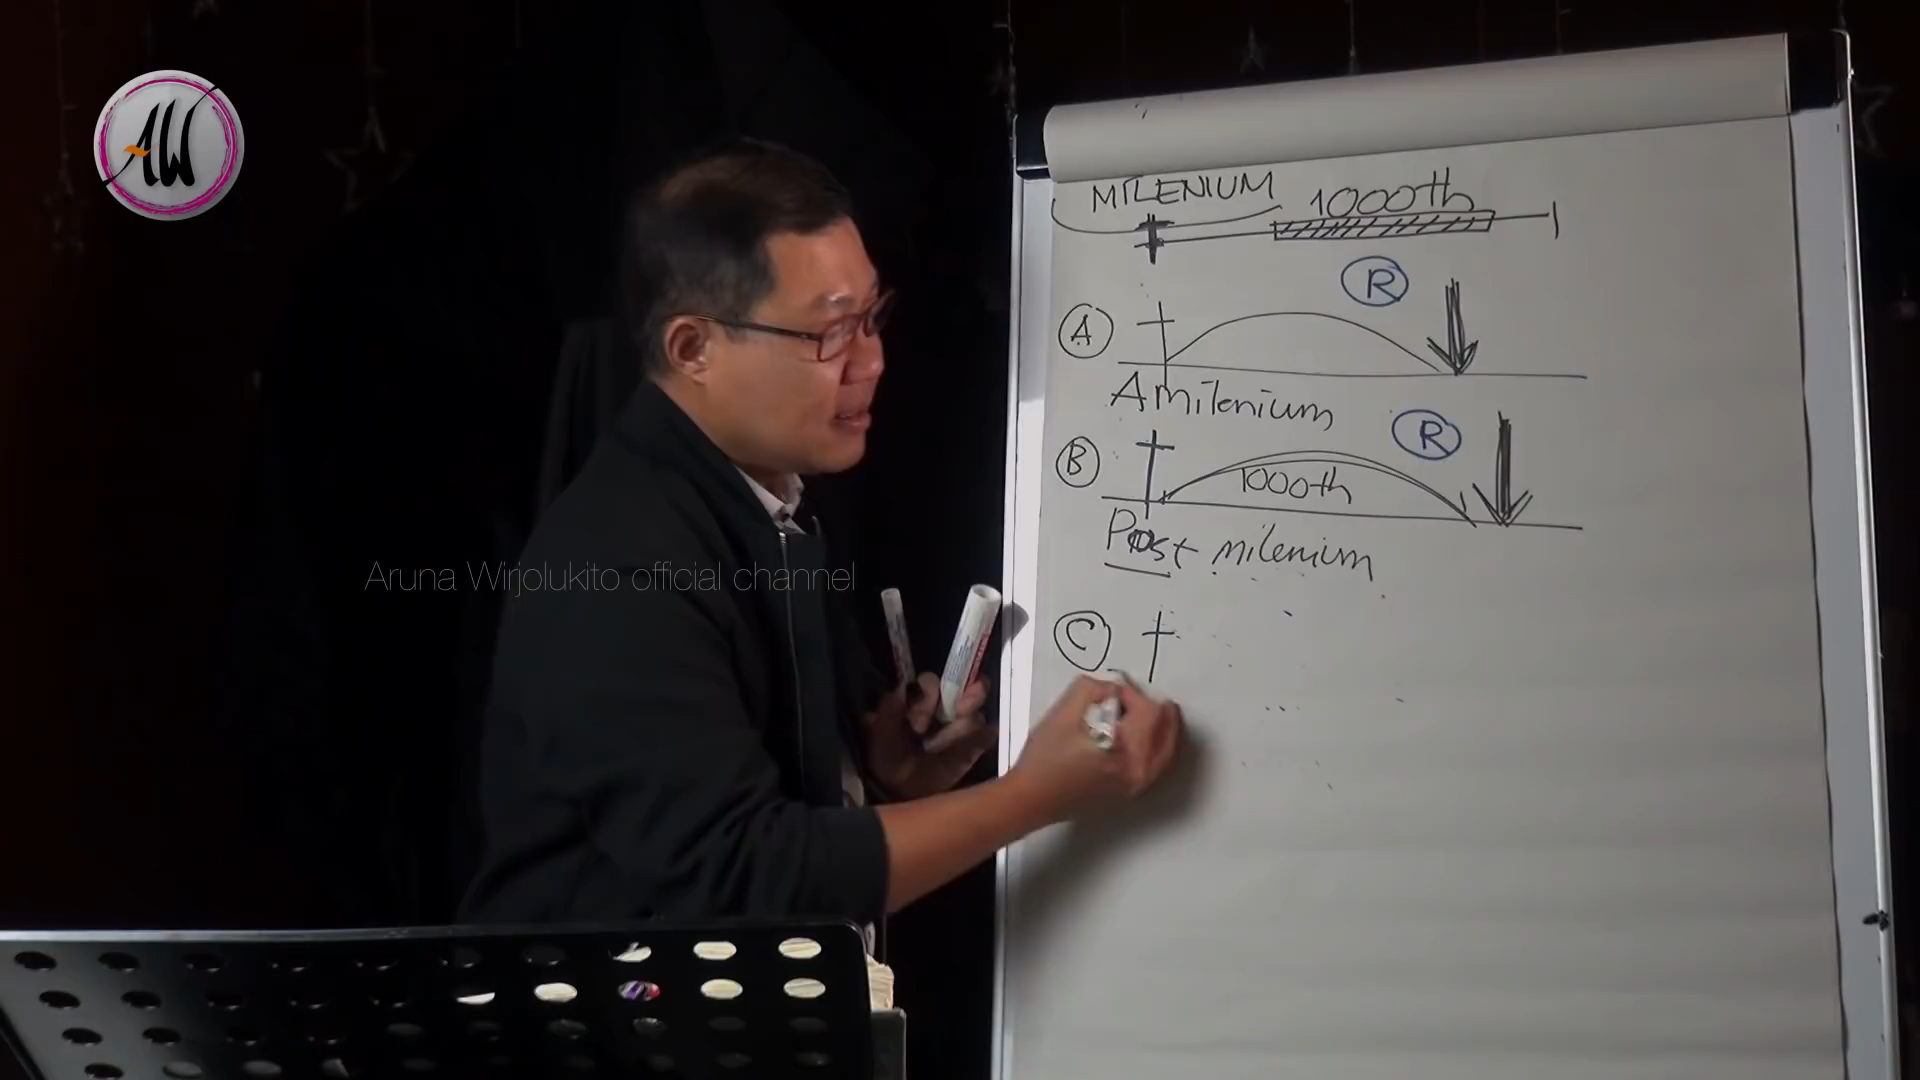 AW
MILENIUM 1000th
R
A
Amilenium
R
B
1000th
Post milenium
Aruna Wirjolukito official channel
C